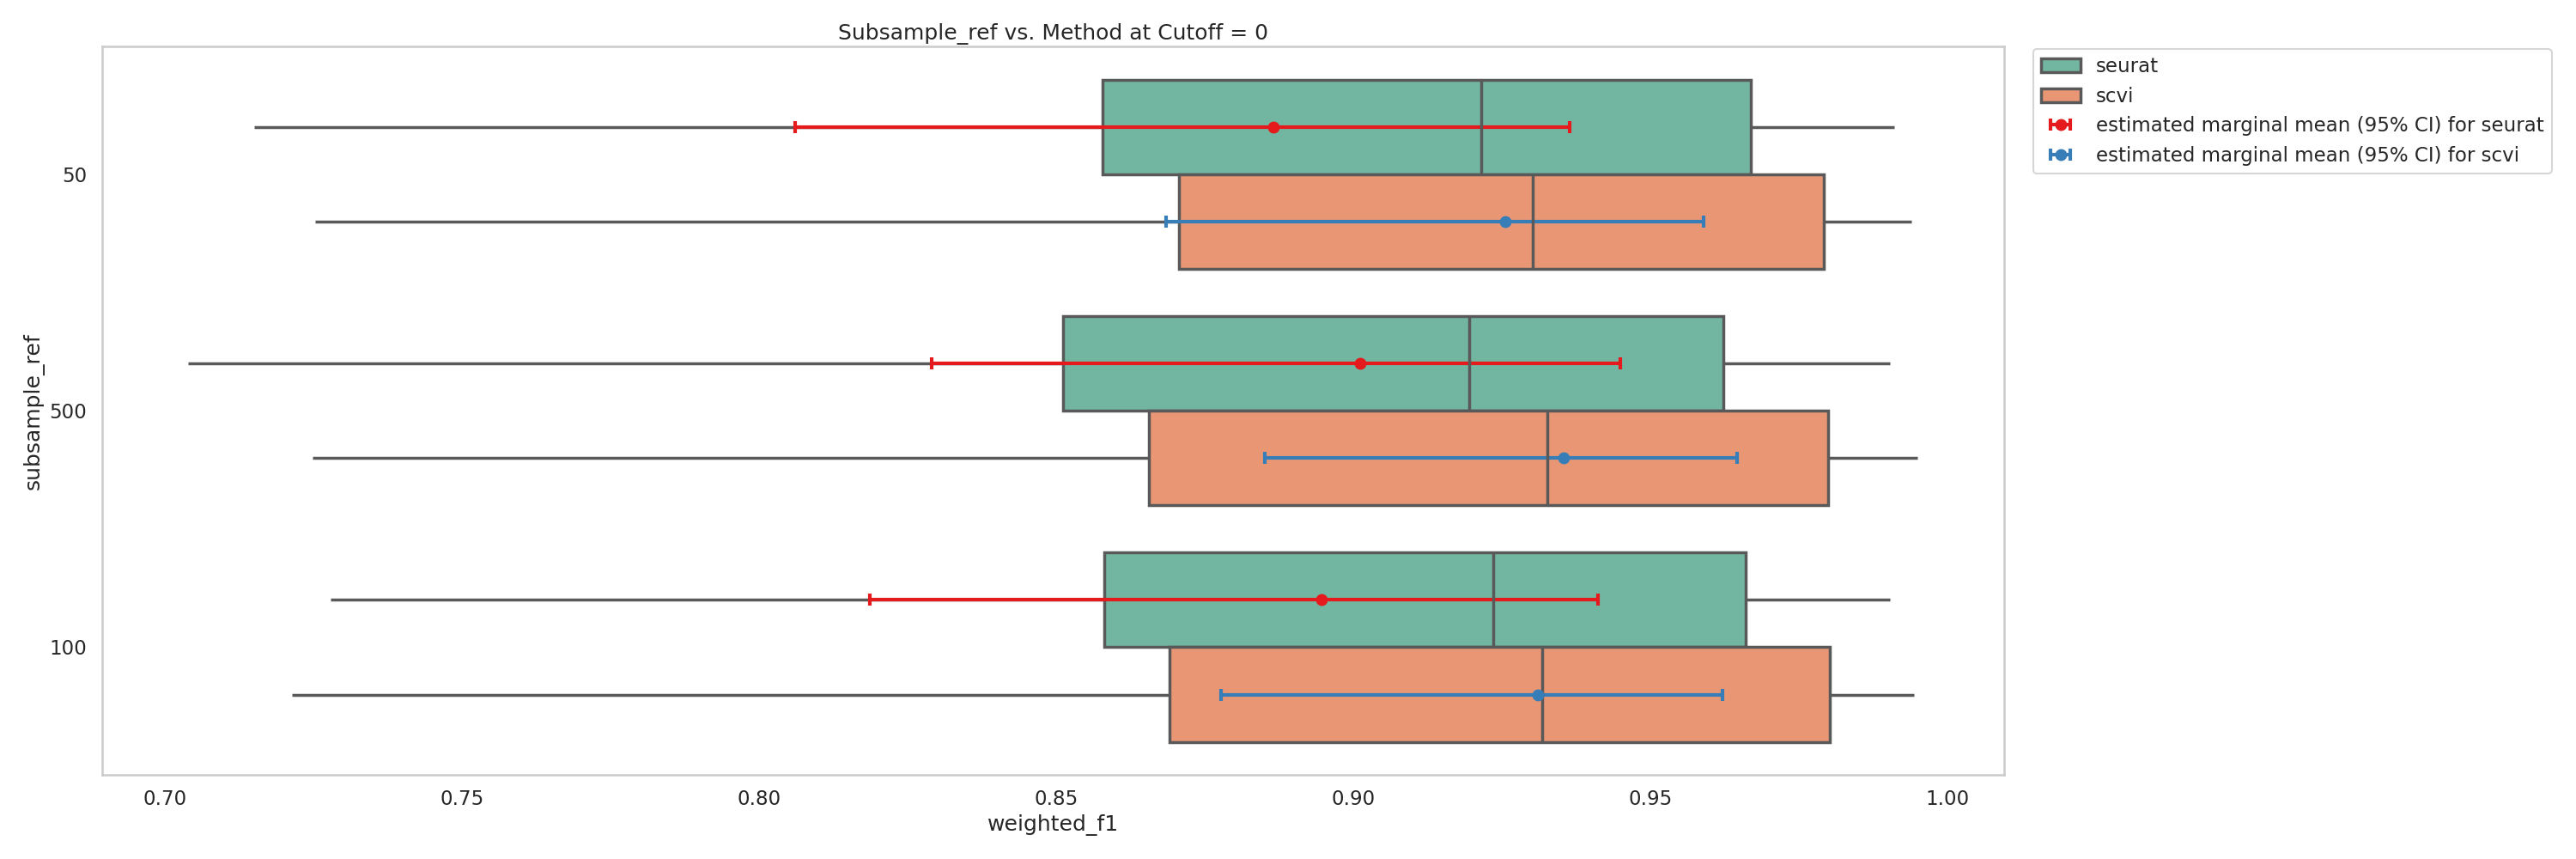 Subsample_ref vs. Method at Cutoff = 0
seurat
scvi
estimated marginal mean (95% CI) for seurat
estimated marginal mean (95% CI) for scvi
subsample_ref
50
500
100
0.70 0.75 0.80 0.85 0.90 0.95 1.00
weighted_f1